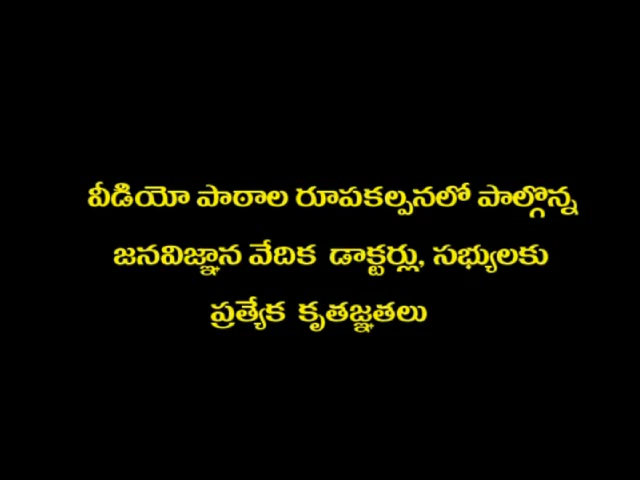 వీడియో పాఠాల రూపకల్పనలో పాల్గొన్న
జనవిజ్ఞాన వేదిక డాక్టర్లు, సభ్యులకు
ప్రత్యేక కృతజ్ఞతలు